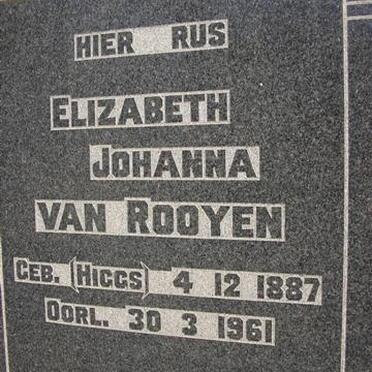 HIER RUS
ELIZABETH
JOHANNA
VAN ROOYEN
GEB. (HIGGS) 4 12 1887
OORL. 30 3 1961